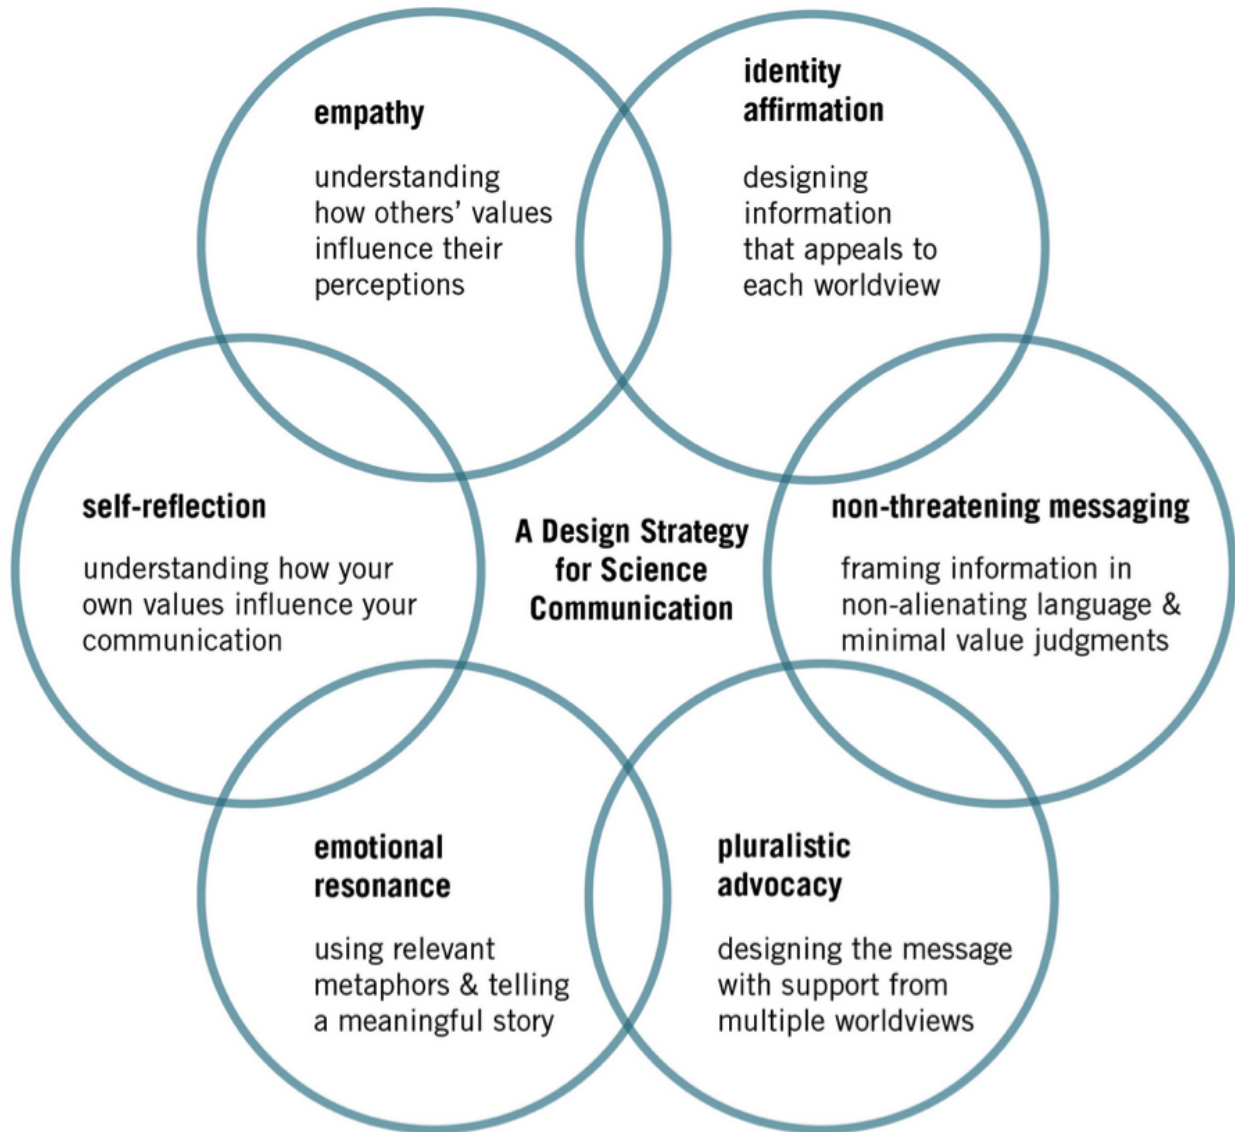 empathy
understanding
how others’ values
influence their
perceptions
identity
affirmation
designing
information
that appeals to
each worldview
self-reflection
understanding how your
own values influence your
communication
A Design Strategy
for Science
Communication
non-threatening messaging
framing information in
non-alienating language &
minimal value judgments
emotional
resonance
using relevant
metaphors & telling
a meaningful story
pluralistic
advocacy
designing the message
with support from
multiple worldviews